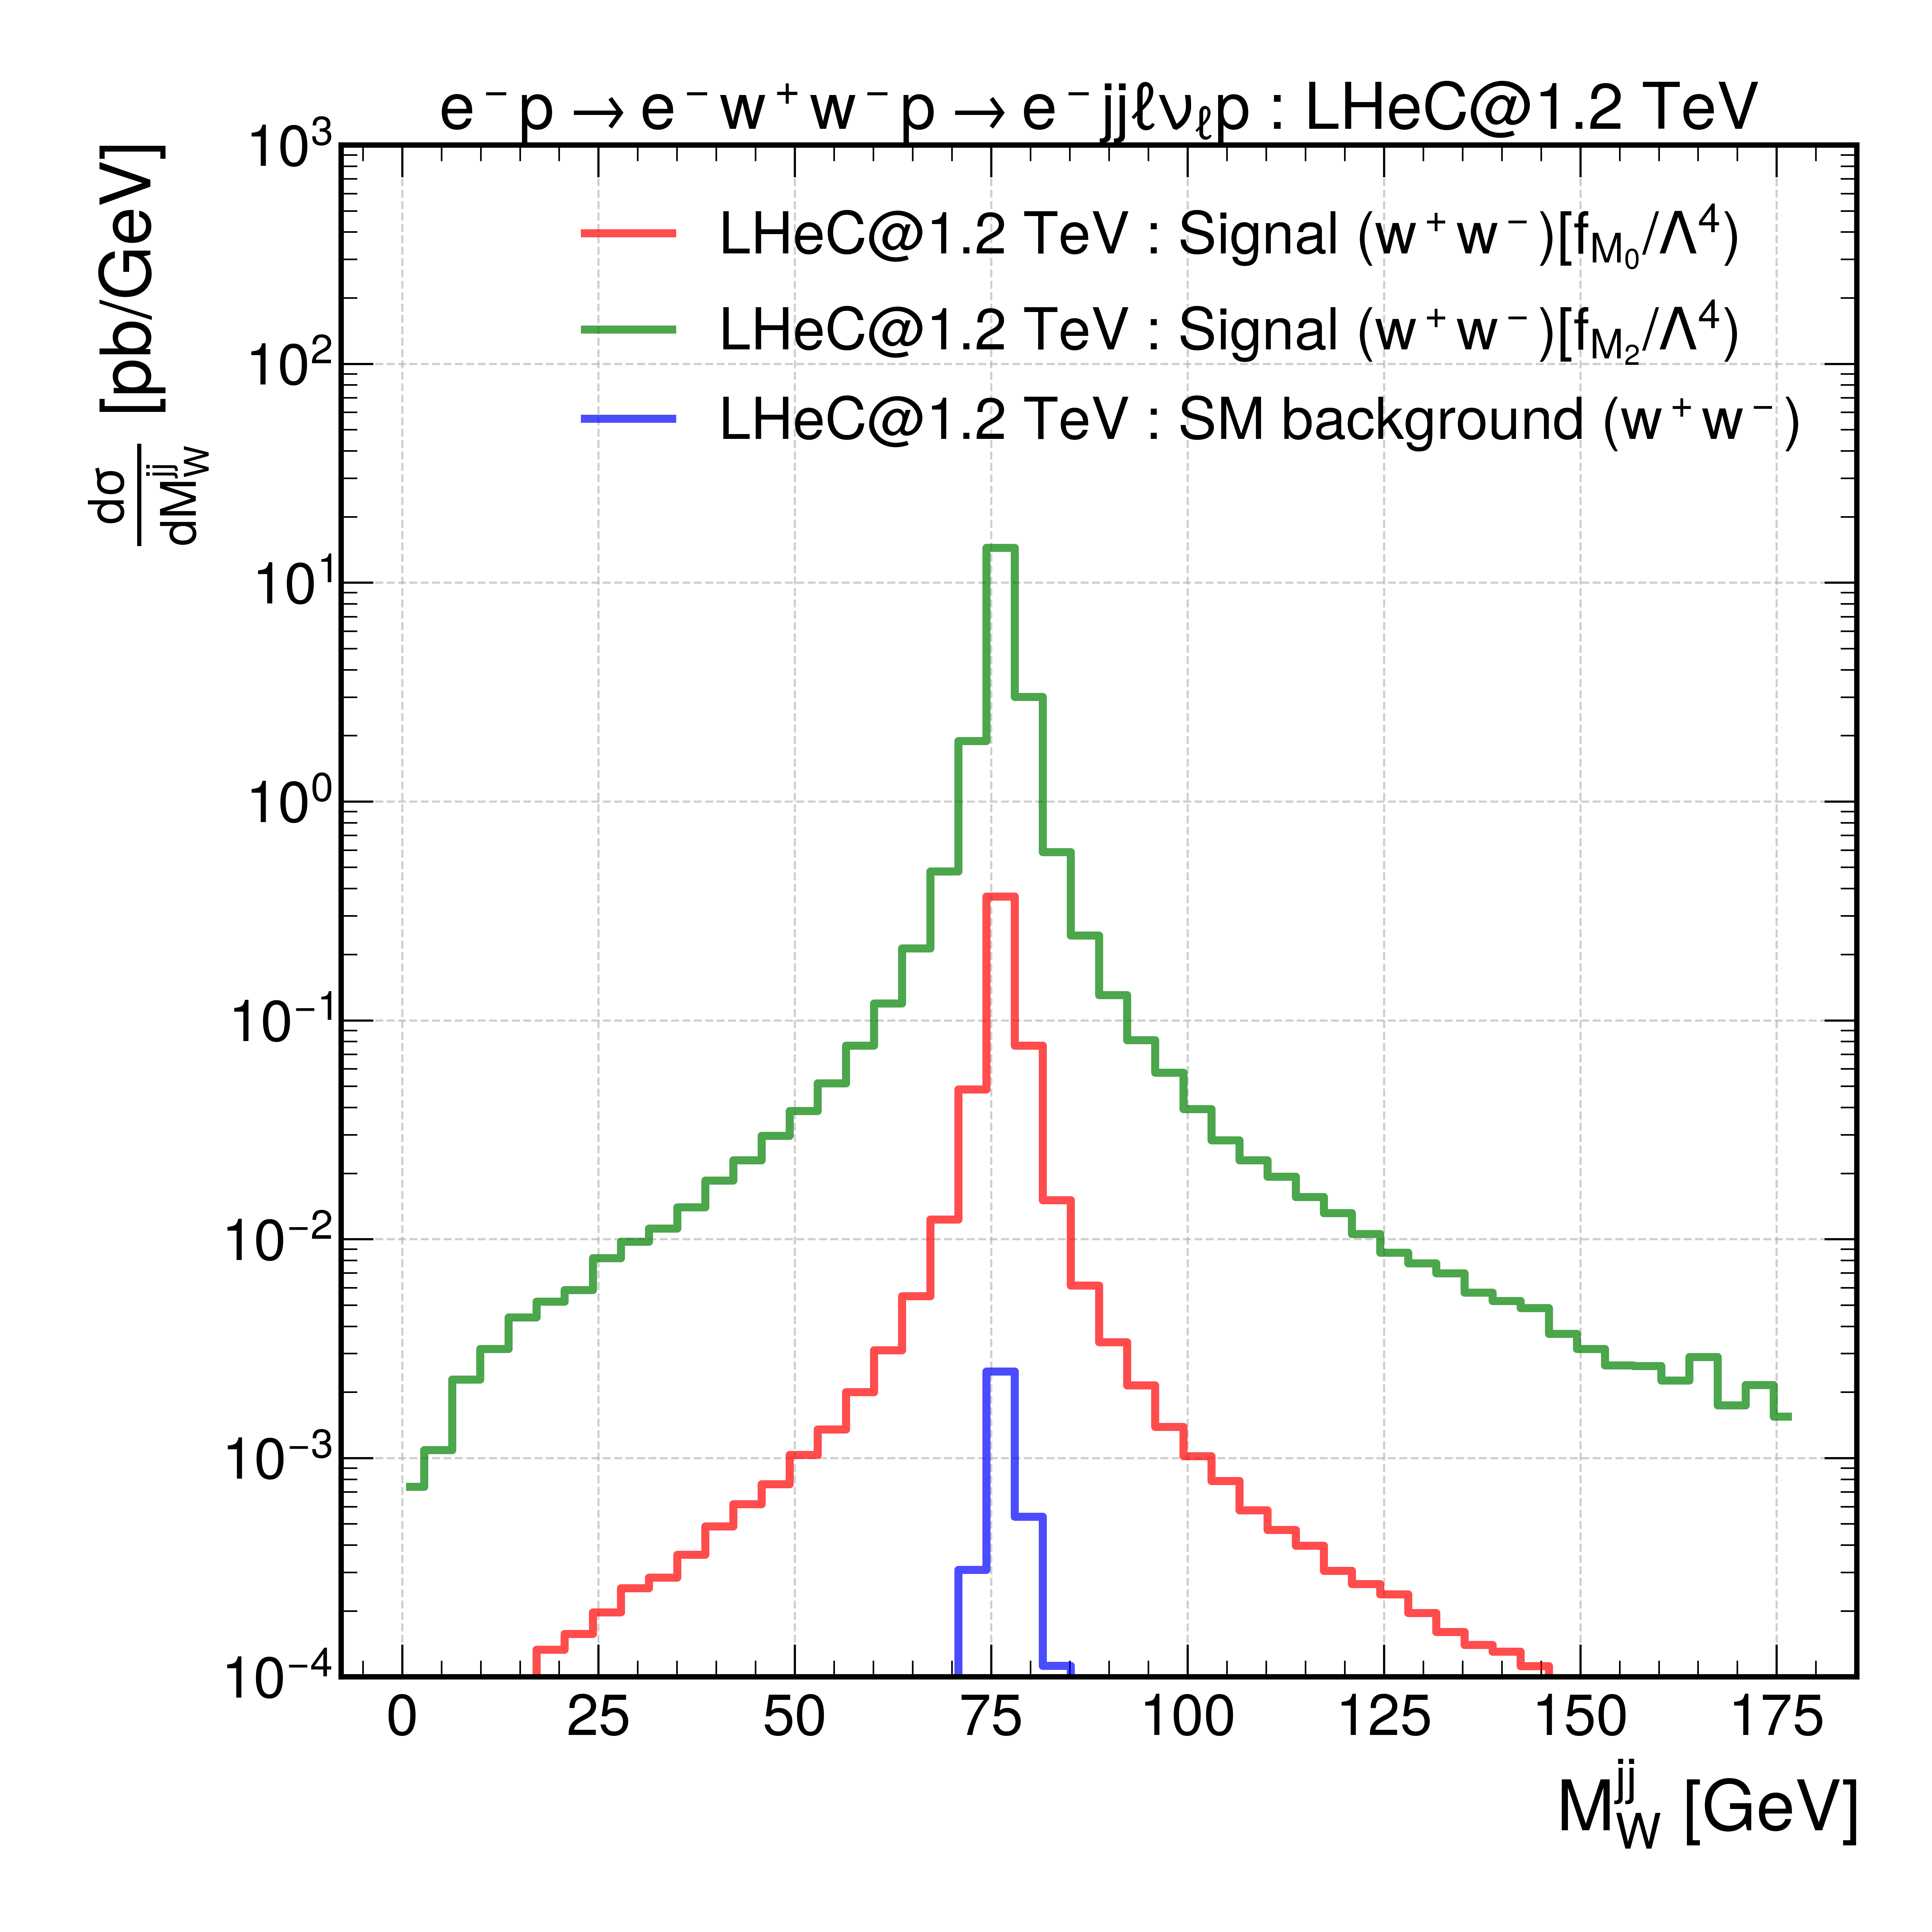 e⁻p → e⁻w⁺w⁻p → e⁻jjℓν_ℓp : LHeC@1.2 TeV
dσ/dM_W^jj [pb/GeV]
LHeC@1.2 TeV : Signal (w⁺w⁻)[f_M₀/Λ⁴)
LHeC@1.2 TeV : Signal (w⁺w⁻)[f_M₂/Λ⁴)
LHeC@1.2 TeV : SM background (w⁺w⁻)
10³
10²
10¹
10⁰
10⁻¹
10⁻²
10⁻³
10⁻⁴
0 25 50 75 100 125 150 175
M_W^jj [GeV]